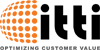 itti
OPTIMIZING CUSTOMER VALUE